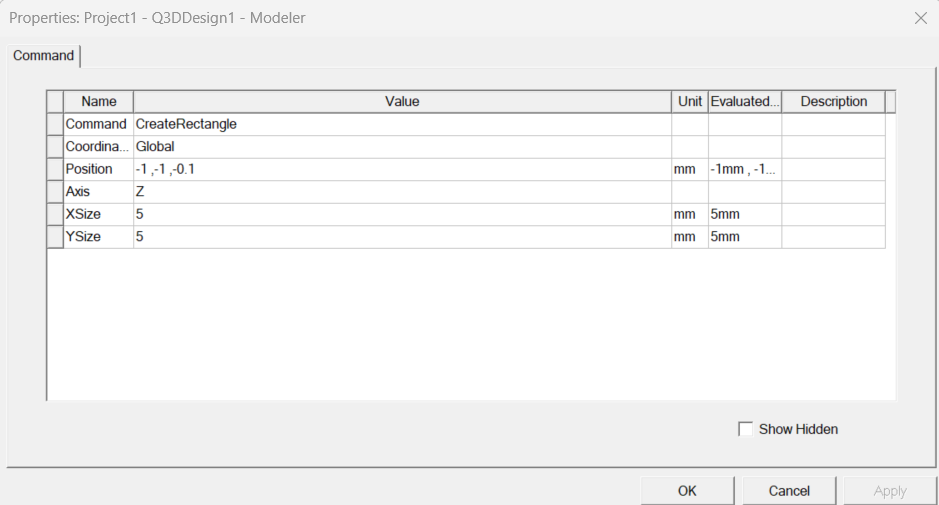 Properties: Project1 - Q3DDesign1 - Modeler
Command
Name Value Unit Evaluated... Description
Command CreateRectangle
Coordina... Global
Position -1 ,-1 ,-0.1 mm -1mm , -1...
Axis Z
XSize 5 mm 5mm
YSize 5 mm 5mm
Show Hidden
OK Cancel Apply